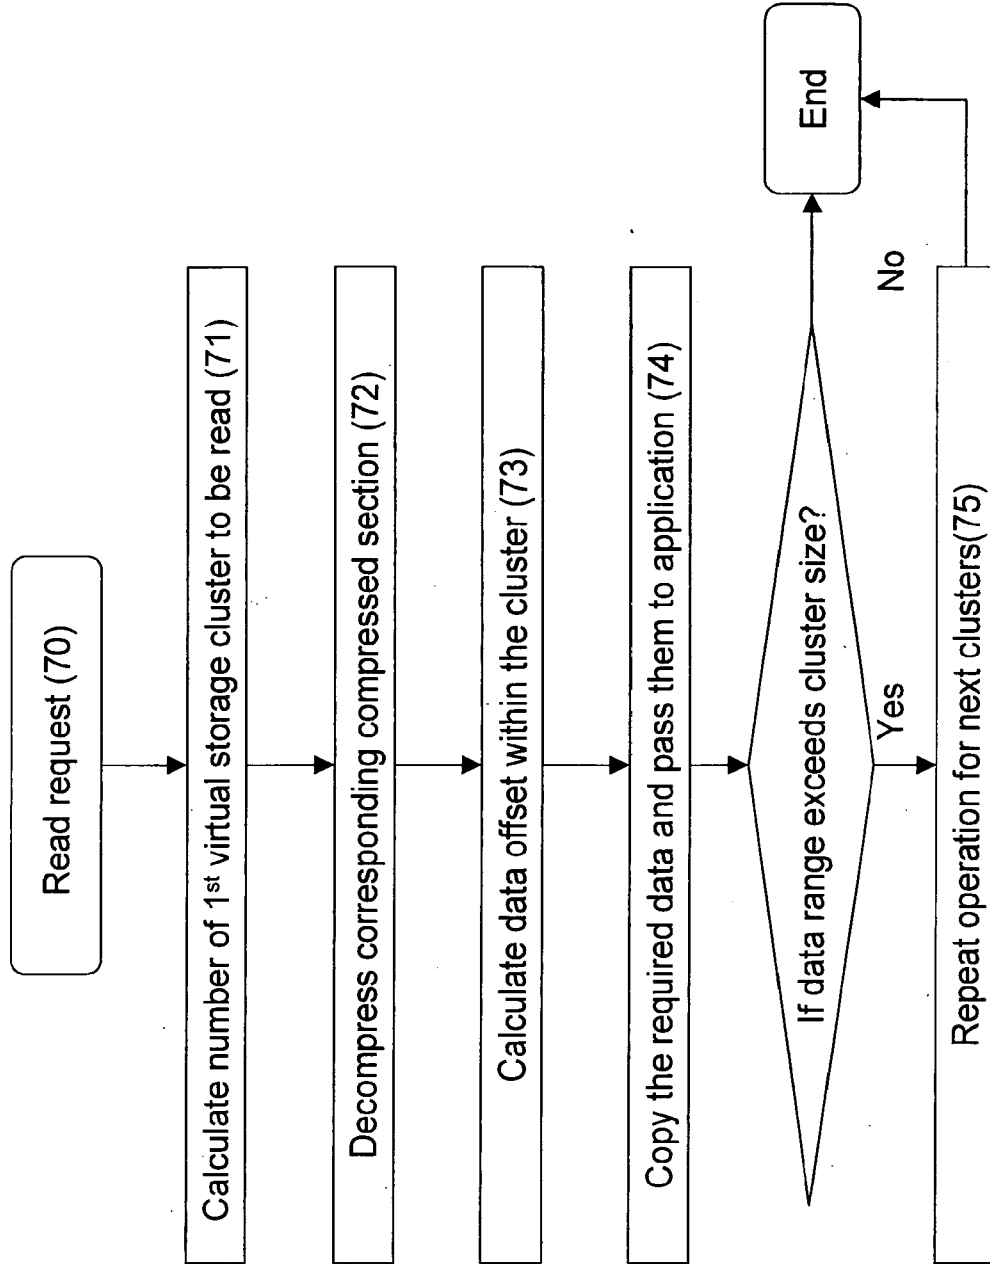 Read request (70)
Calculate number of 1st virtual storage cluster to be read (71)
Decompress corresponding compressed section (72)
Calculate data offset within the cluster (73)
Copy the required data and pass them to application (74)
If data range exceeds cluster size?
End
No
Yes
Repeat operation for next clusters(75)